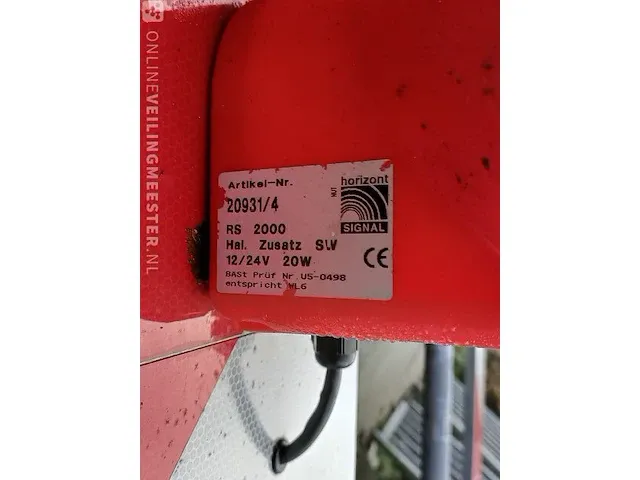 ONLINEVEILINGMEESTER.NL
Artikel-Nr.
20931/4
RS 2000
Hal. Zusatz SW
12/24V 20W
BASt Prüf Nr. US-0498
entspricht WL6
horizont
SIGNAL
CE